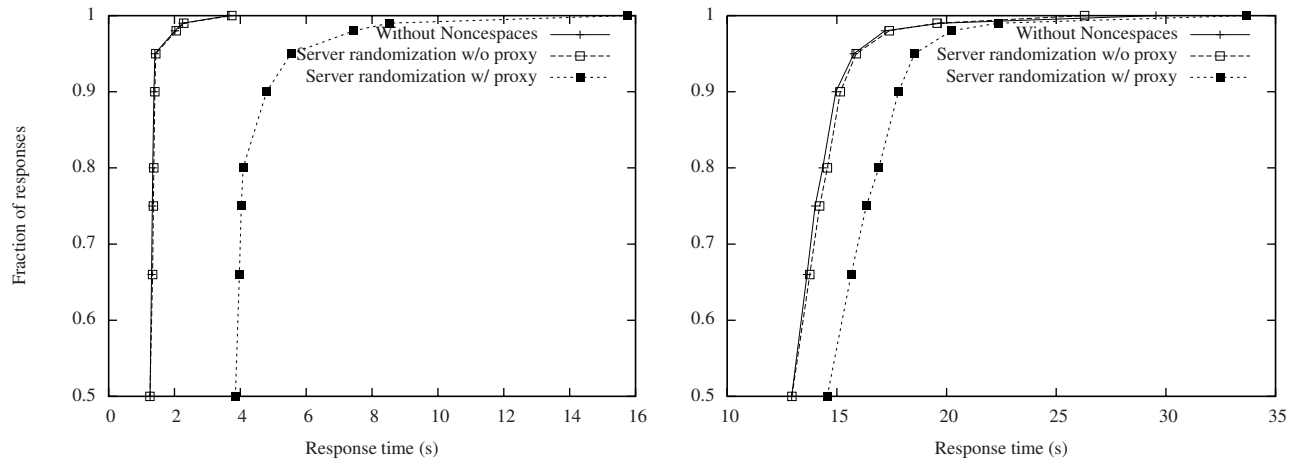 Fraction of responses
1
0.9
0.8
0.7
0.6
0.5
0 2 4 6 8 10 12 14 16
Response time (s)
Without Noncespaces
Server randomization w/o proxy
Server randomization w/ proxy
1
0.9
0.8
0.7
0.6
0.5
10 15 20 25 30 35
Response time (s)
Without Noncespaces
Server randomization w/o proxy
Server randomization w/ proxy